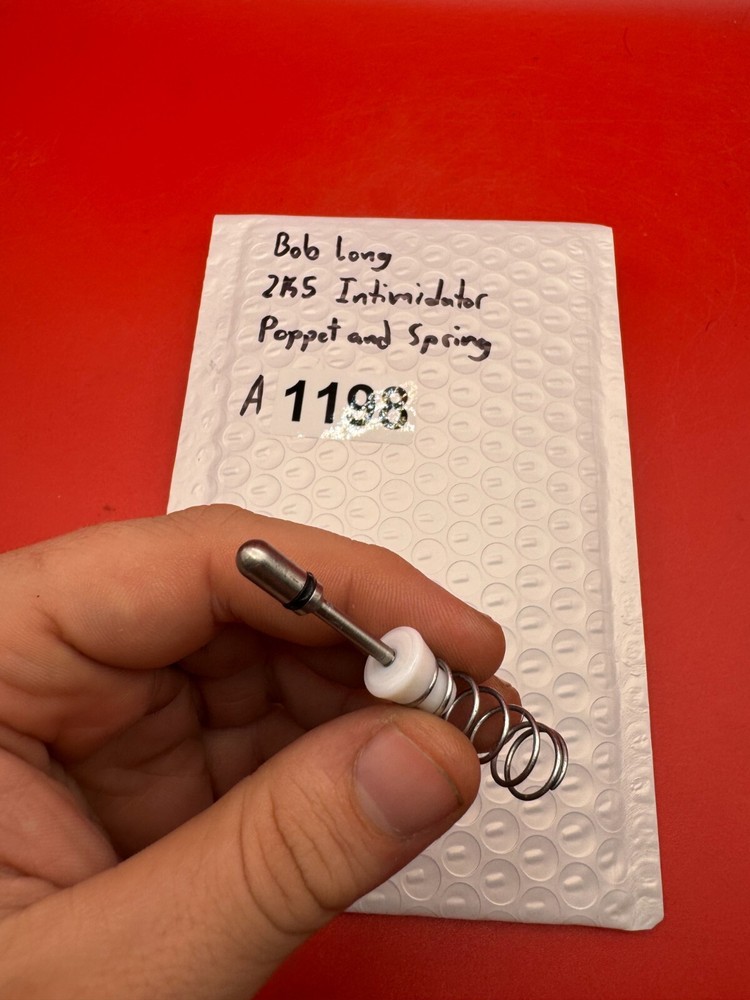 Bob Long
2K5 Intimidator
Poppet and Spring
A 1198